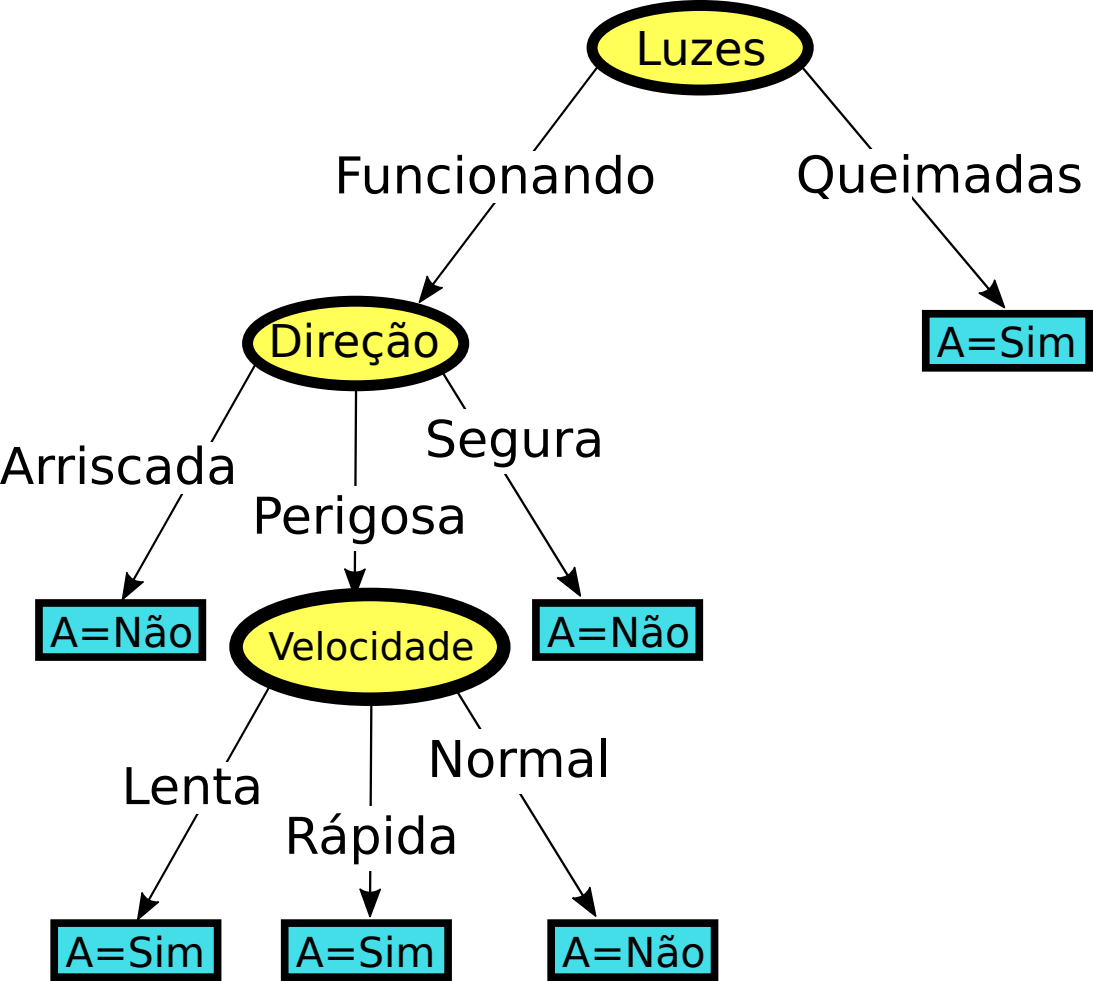 Luzes
Funcionando
Queimadas
Direção
A=Sim
Arriscada
Segura
Perigosa
A=Não
Velocidade
A=Não
Lenta
Normal
Rápida
A=Sim
A=Sim
A=Não